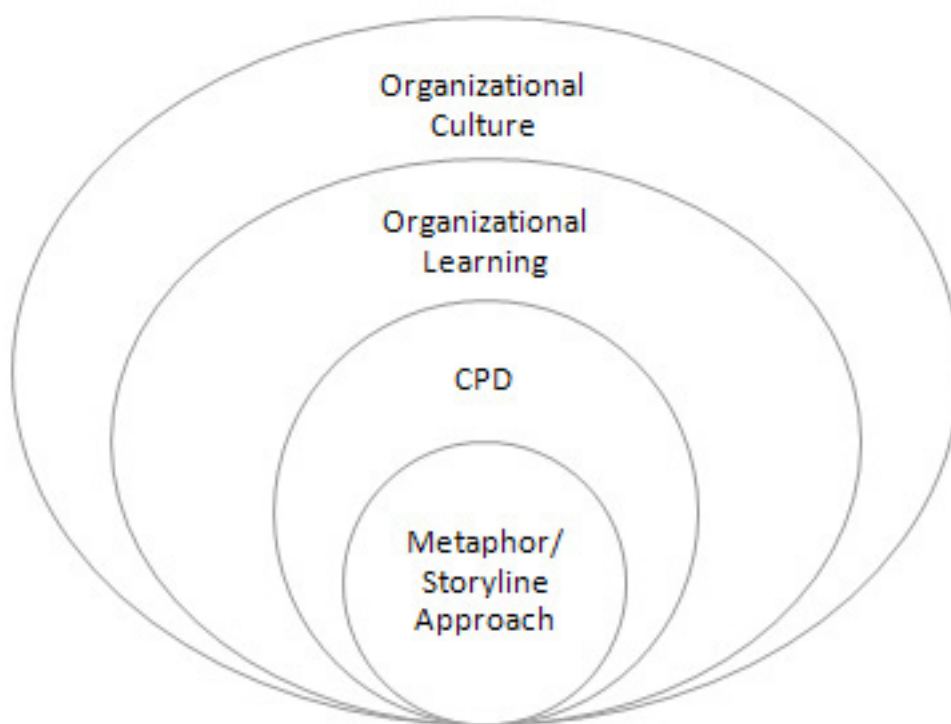 Organizational
Culture
Organizational
Learning
CPD
Metaphor/
Storyline
Approach